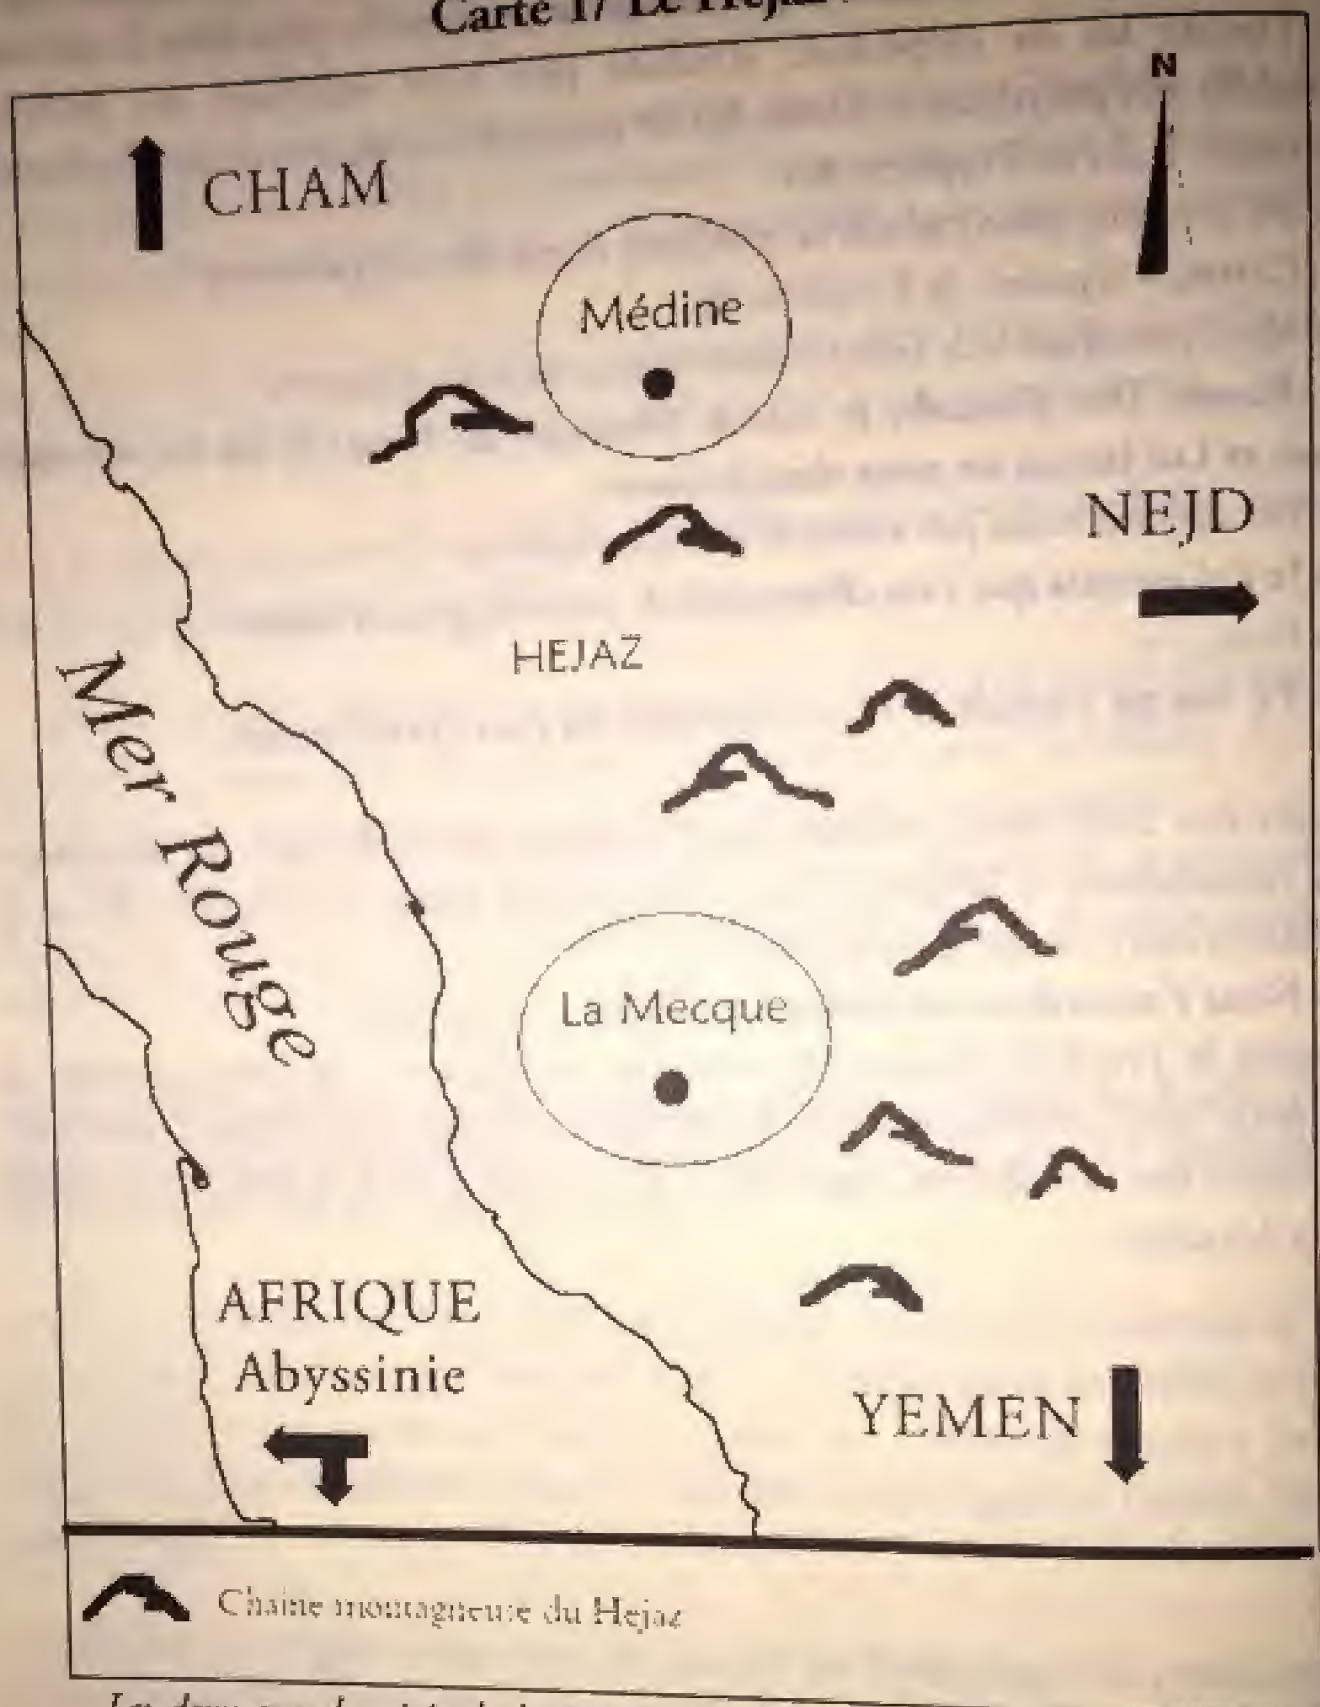 Carte 1/ Le Hejaz
N
CHAM
Médine
NEJD
HEJAZ
Mer Rouge
La Mecque
AFRIQUE
Abyssinie
YEMEN
Chaine montagneuse du Hejaz